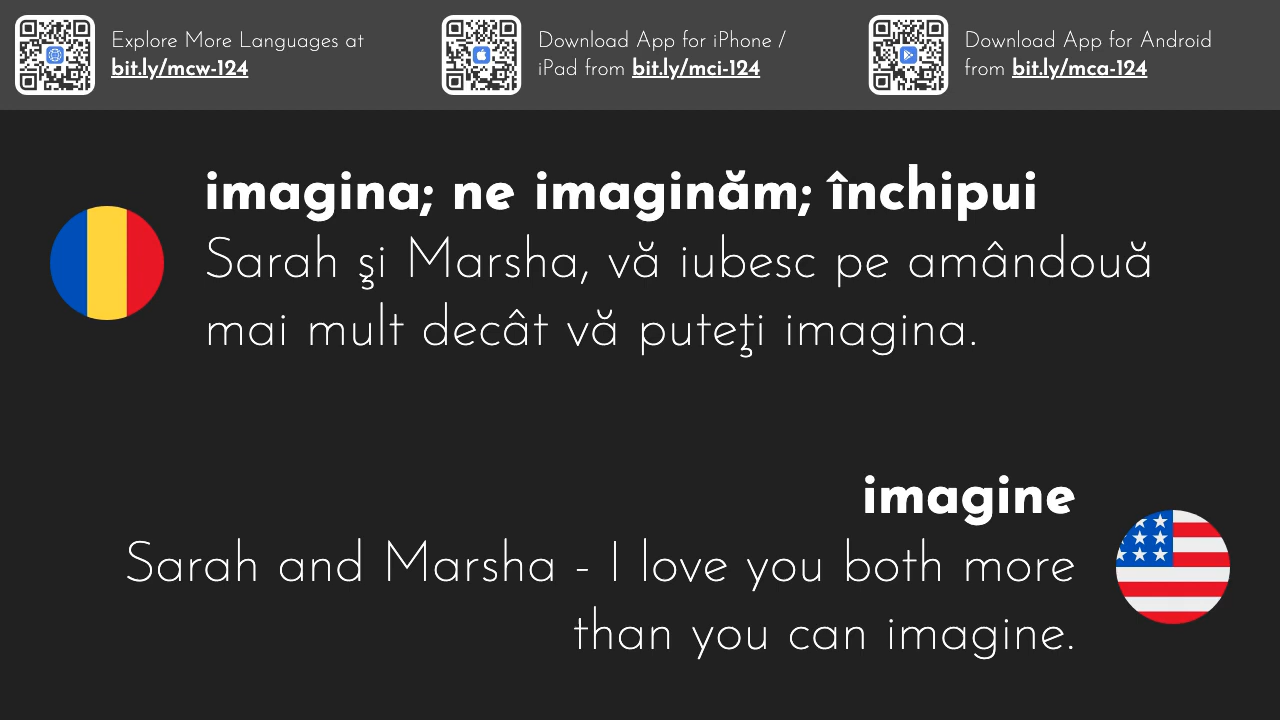 Explore More Languages at
bit.ly/mcw-124
Download App for iPhone /
iPad from bit.ly/mci-124
Download App for Android
from bit.ly/mca-124
imagina; ne imaginăm; închipui
Sarah şi Marsha, vă iubesc pe amândouă
mai mult decât vă puteţi imagina.
imagine
Sarah and Marsha - I love you both more
than you can imagine.